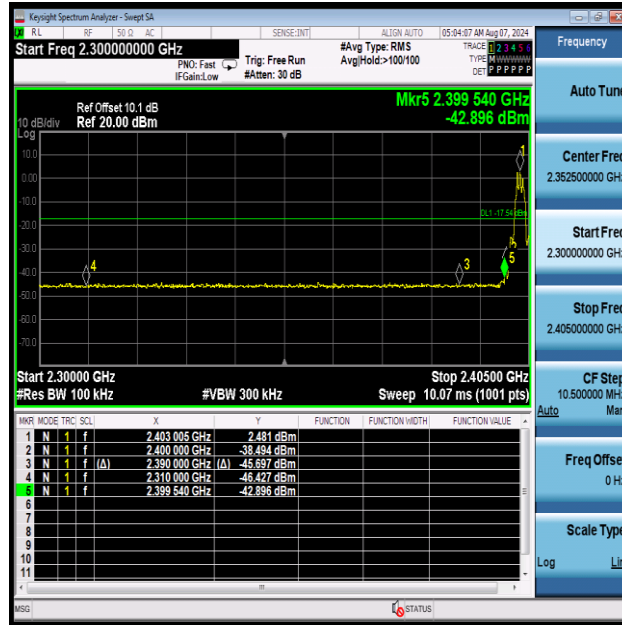 Keysight Spectrum Analyzer - Swept SA
RL RF 50 Ω AC SENSE:INT ALIGN AUTO 05:04:07 AM Aug 07, 2024
Start Freq 2.300000000 GHz
PNO: Fast
IFGain:Low
Trig: Free Run
#Atten: 30 dB
#Avg Type: RMS
Avg|Hold:>100/100
TRACE 1 2 3 4 5 6
TYPE M WWWWW
DET P P P P P P
Ref Offset 10.1 dB
10 dB/div Ref 20.00 dBm
Log
Mkr5 2.399 540 GHz
-42.896 dBm
10.0
0.00
-10.0
-20.0
-30.0
-40.0
-50.0
-60.0
-70.0
1
DL1 -17.54 dBm
5
3
4
Start 2.30000 GHz Stop 2.40500 GHz
#Res BW 100 kHz #VBW 300 kHz Sweep 10.07 ms (1001 pts)
MKR MODE TRC SCL X Y FUNCTION FUNCTION WIDTH FUNCTION VALUE
1 N 1 f 2.403 005 GHz 2.481 dBm
2 N 1 f 2.400 000 GHz -38.494 dBm
3 N 1 f (Δ) 2.390 000 GHz (Δ) -45.697 dBm
4 N 1 f 2.310 000 GHz -46.427 dBm
5 N 1 f 2.399 540 GHz -42.896 dBm
6
7
8
9
10
11
MSG STATUS
Frequency
Auto Tune
Center Freq
2.352500000 GHz
Start Freq
2.300000000 GHz
Stop Freq
2.405000000 GHz
CF Step
10.500000 MHz
Auto Man
Freq Offset
0 Hz
Scale Type
Log Lin